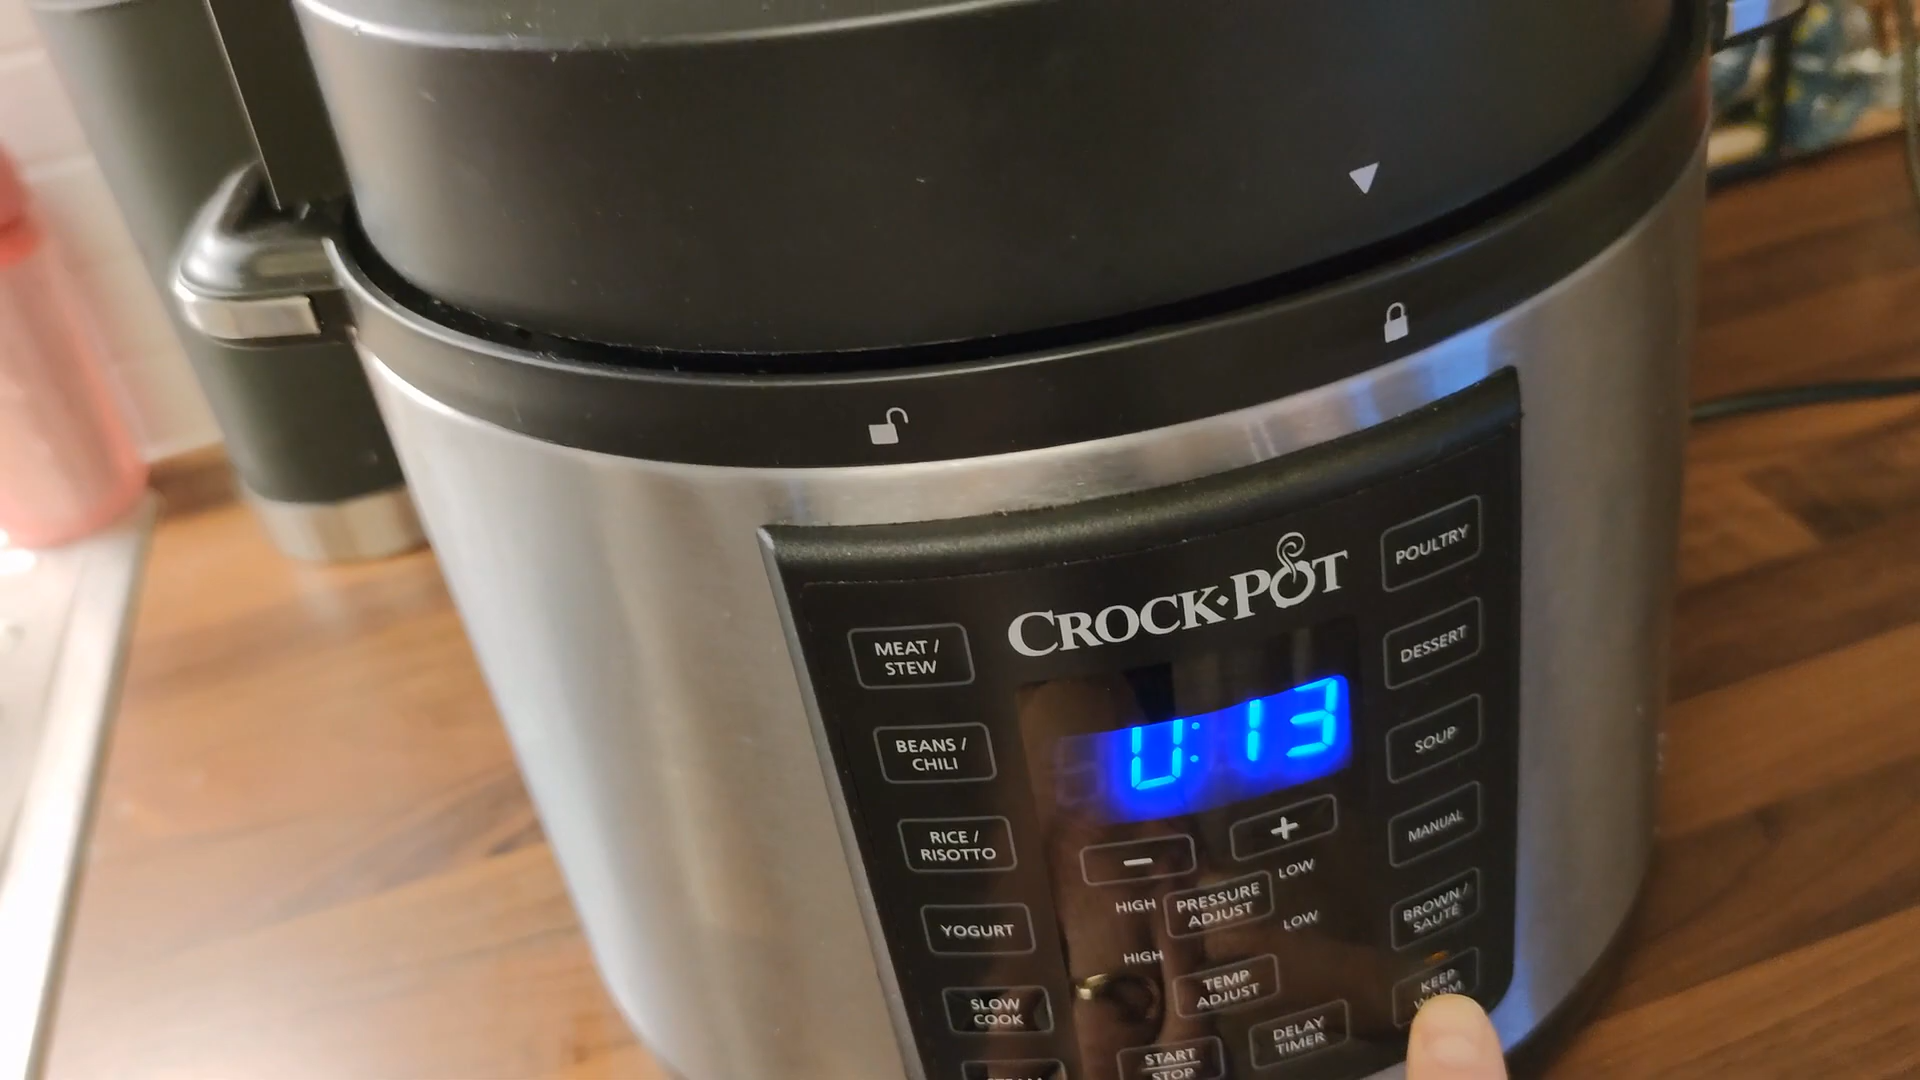 CROCK-POT
POULTRY
MEAT /
STEW
DESSERT
0:13
BEANS /
CHILI
SOUP
-
+
RICE /
RISOTTO
MANUAL
HIGH
PRESSURE
ADJUST
LOW
YOGURT
BROWN /
SAUTÉ
HIGH
TEMP
ADJUST
LOW
KEEP
WARM
SLOW
COOK
DELAY
TIMER
START
STOP